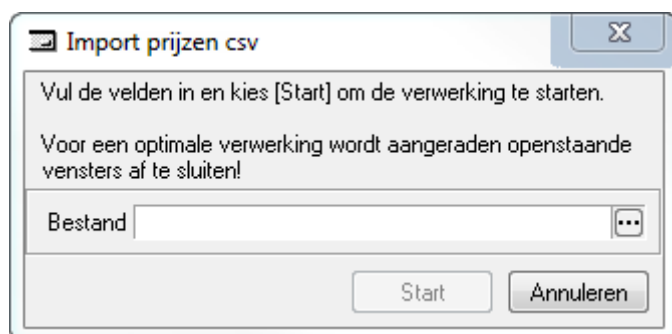 Import prijzen csv
Vul de velden in en kies [Start] om de verwerking te starten.
Voor een optimale verwerking wordt aangeraden openstaande
vensters af te sluiten!
Bestand
Start
Annuleren